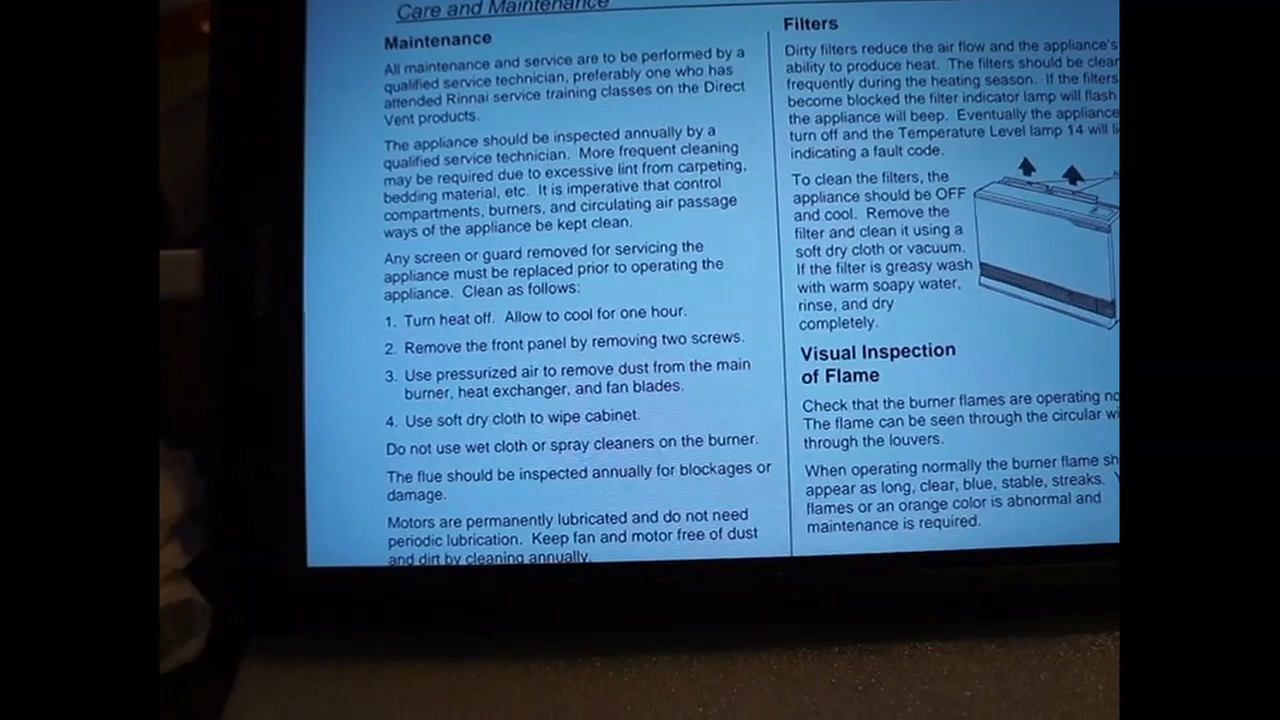 Care and Maintenance
Maintenance
All maintenance and service are to be performed by a
qualified service technician, preferably one who has
attended Rinnai service training classes on the Direct
Vent products.
The appliance should be inspected annually by a
qualified service technician. More frequent cleaning
may be required due to excessive lint from carpeting,
bedding material, etc. It is imperative that control
compartments, burners, and circulating air passage
ways of the appliance be kept clean.
Any screen or guard removed for servicing the
appliance must be replaced prior to operating the
appliance. Clean as follows:
1. Turn heat off. Allow to cool for one hour.
2. Remove the front panel by removing two screws.
3. Use pressurized air to remove dust from the main
burner, heat exchanger, and fan blades.
4. Use soft dry cloth to wipe cabinet.
Do not use wet cloth or spray cleaners on the burner.
The flue should be inspected annually for blockages or
damage.
Motors are permanently lubricated and do not need
periodic lubrication. Keep fan and motor free of dust
and dirt by cleaning annually.
Filters
Dirty filters reduce the air flow and the appliance's
ability to produce heat. The filters should be clea
frequently during the heating season. If the filters
become blocked the filter indicator lamp will flash
the appliance will beep. Eventually the appliance
turn off and the Temperature Level lamp 14 will li
indicating a fault code.
To clean the filters, the
appliance should be OFF
and cool. Remove the
filter and clean it using a
soft dry cloth or vacuum.
If the filter is greasy wash
with warm soapy water,
rinse, and dry
completely.
Visual Inspection
of Flame
Check that the burner flames are operating no
The flame can be seen through the circular wi
through the louvers.
When operating normally the burner flame sh
appear as long, clear, blue, stable, streaks.
flames or an orange color is abnormal and
maintenance is required.